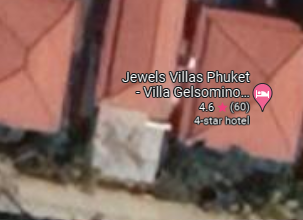 Jewels Villas Phuket
- Villa Gelsomino...
4.6 ★ (60)
4-star hotel